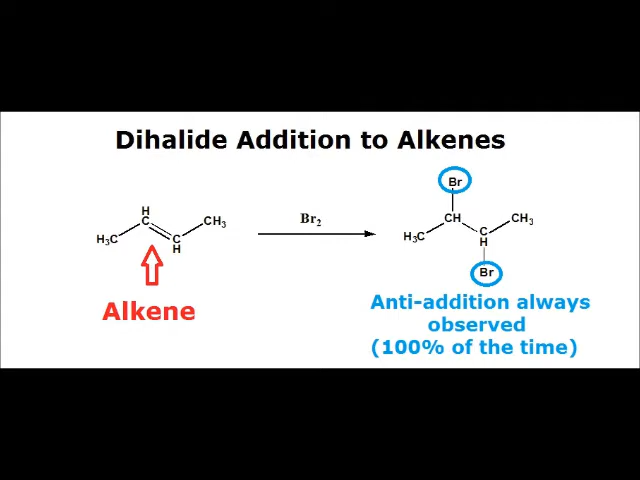 Dihalide Addition to Alkenes
H
C
H₃C
C
H
CH₃
Alkene
Br₂
Br
CH
H₃C
C
H
CH₃
Br
Anti-addition always
observed
(100% of the time)